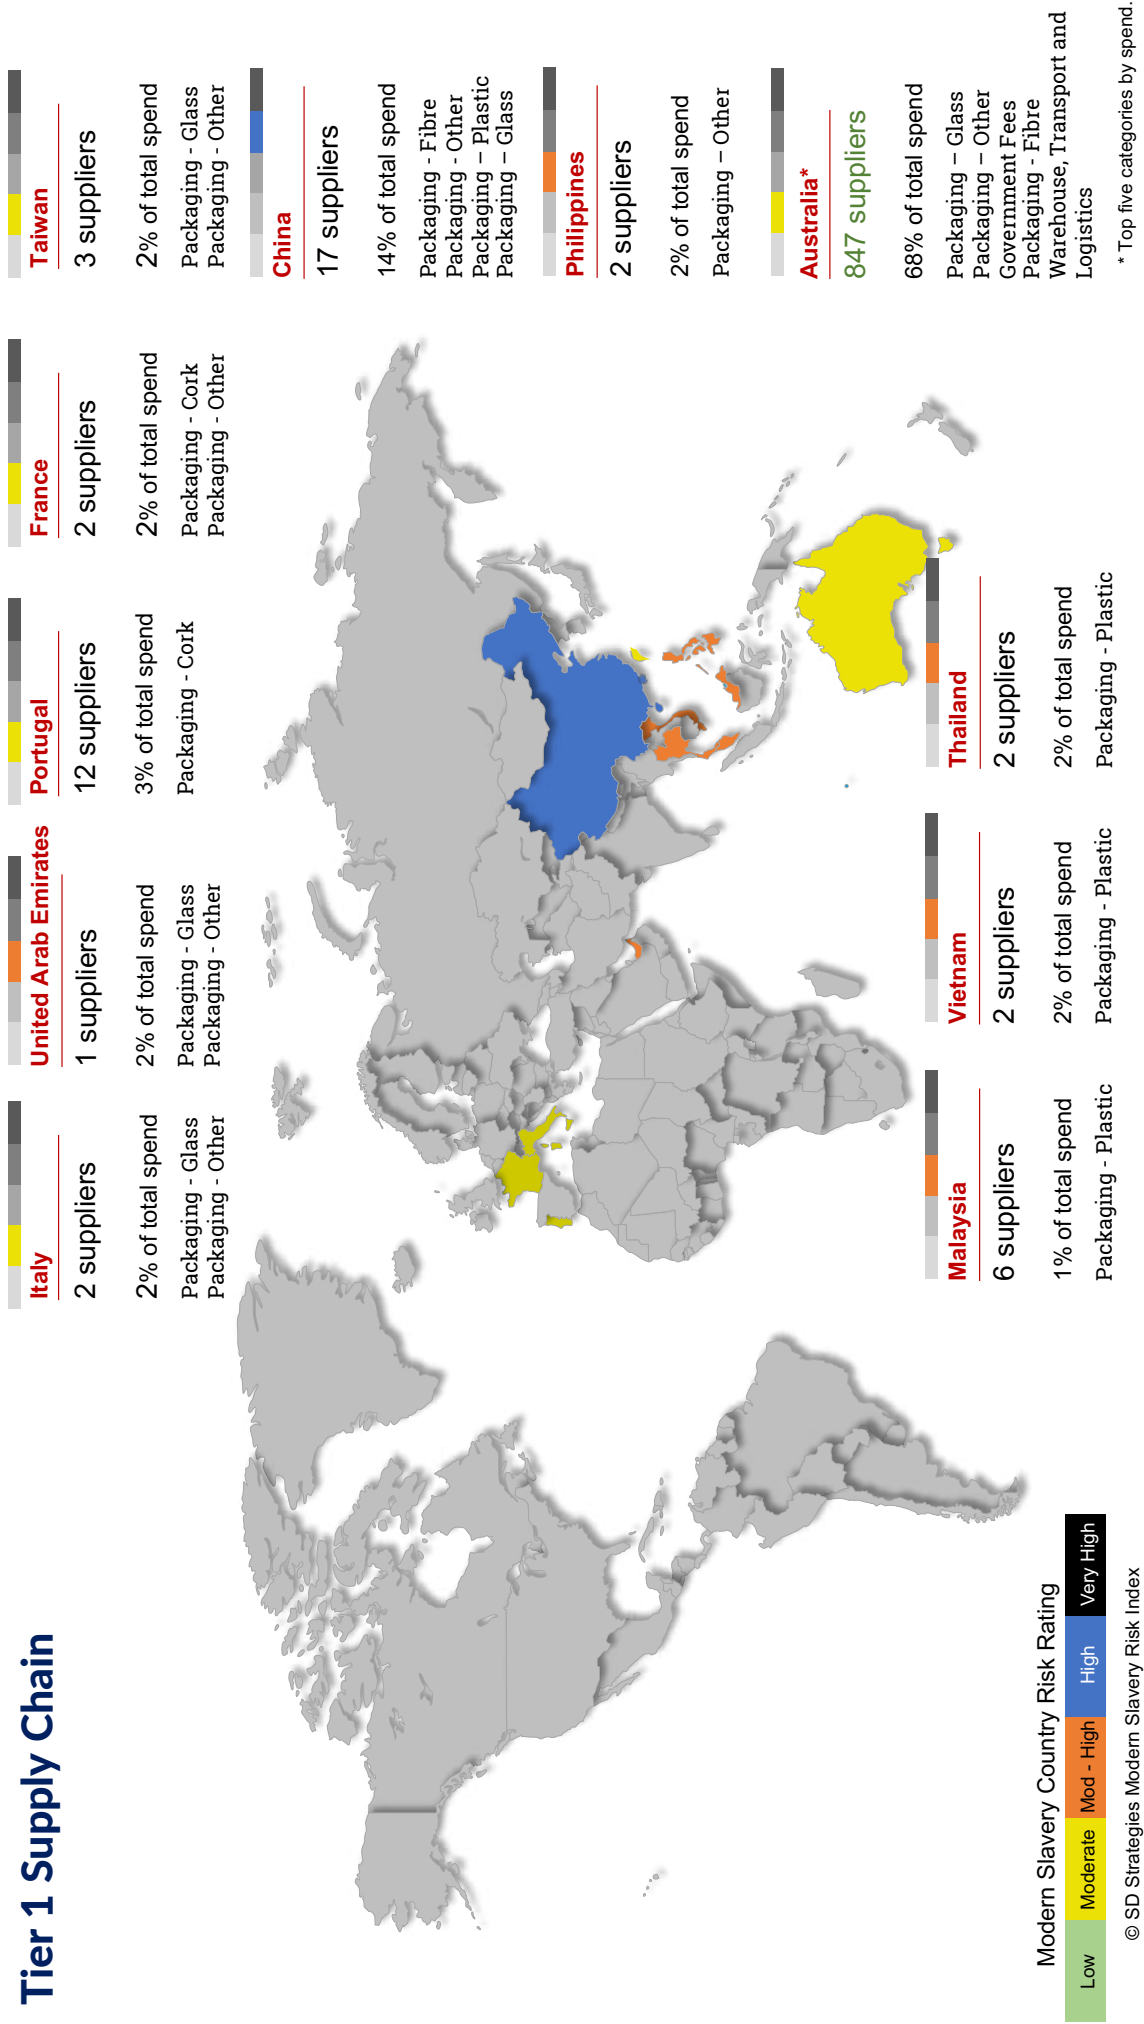 Tier 1 Supply Chain
Italy
2 suppliers
2% of total spend
Packaging - Glass
Packaging - Other
United Arab Emirates
1 suppliers
2% of total spend
Packaging - Glass
Packaging - Other
Portugal
12 suppliers
3% of total spend
Packaging - Cork
France
2 suppliers
2% of total spend
Packaging - Cork
Packaging - Other
Taiwan
3 suppliers
2% of total spend
Packaging - Glass
Packaging - Other
China
17 suppliers
14% of total spend
Packaging - Fibre
Packaging - Other
Packaging – Plastic
Packaging – Glass
Philippines
2 suppliers
2% of total spend
Packaging – Other
Australia*
847 suppliers
68% of total spend
Packaging – Glass
Packaging – Other
Government Fees
Packaging - Fibre
Warehouse, Transport and
Logistics
* Top five categories by spend.
Malaysia
6 suppliers
1% of total spend
Packaging - Plastic
Vietnam
2 suppliers
2% of total spend
Packaging - Plastic
Thailand
2 suppliers
2% of total spend
Packaging - Plastic
Modern Slavery Country Risk Rating
Low Moderate Mod - High High Very High
© SD Strategies Modern Slavery Risk Index